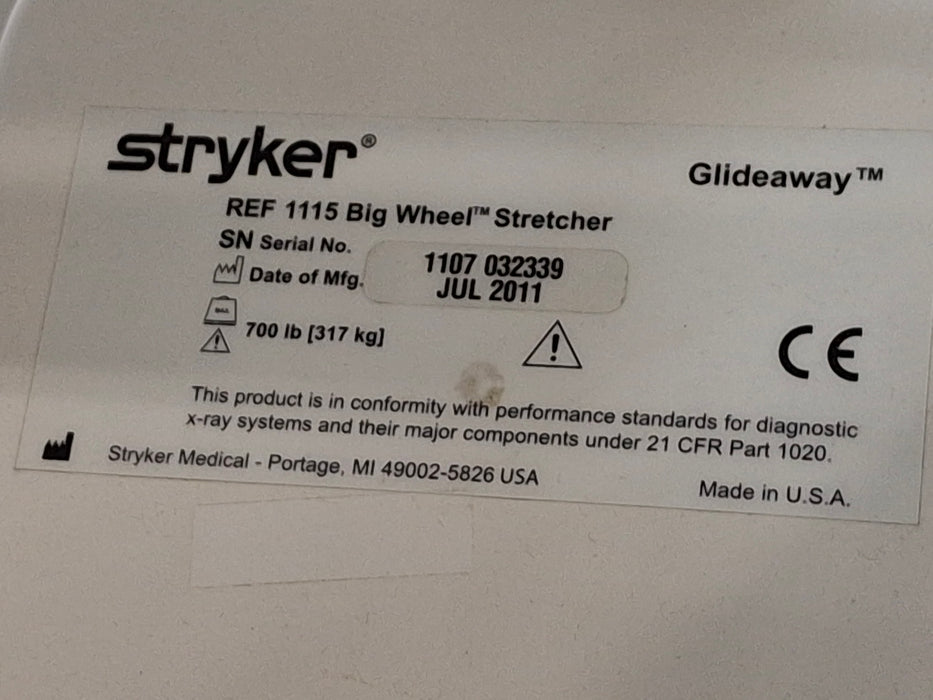 stryker®
Glideaway™
REF 1115 Big Wheel™ Stretcher
SN Serial No. 1107 032339
Date of Mfg. JUL 2011
700 lb [317 kg]
CE
This product is in conformity with performance standards for diagnostic
x-ray systems and their major components under 21 CFR Part 1020.
Stryker Medical - Portage, MI 49002-5826 USA
Made in U.S.A.